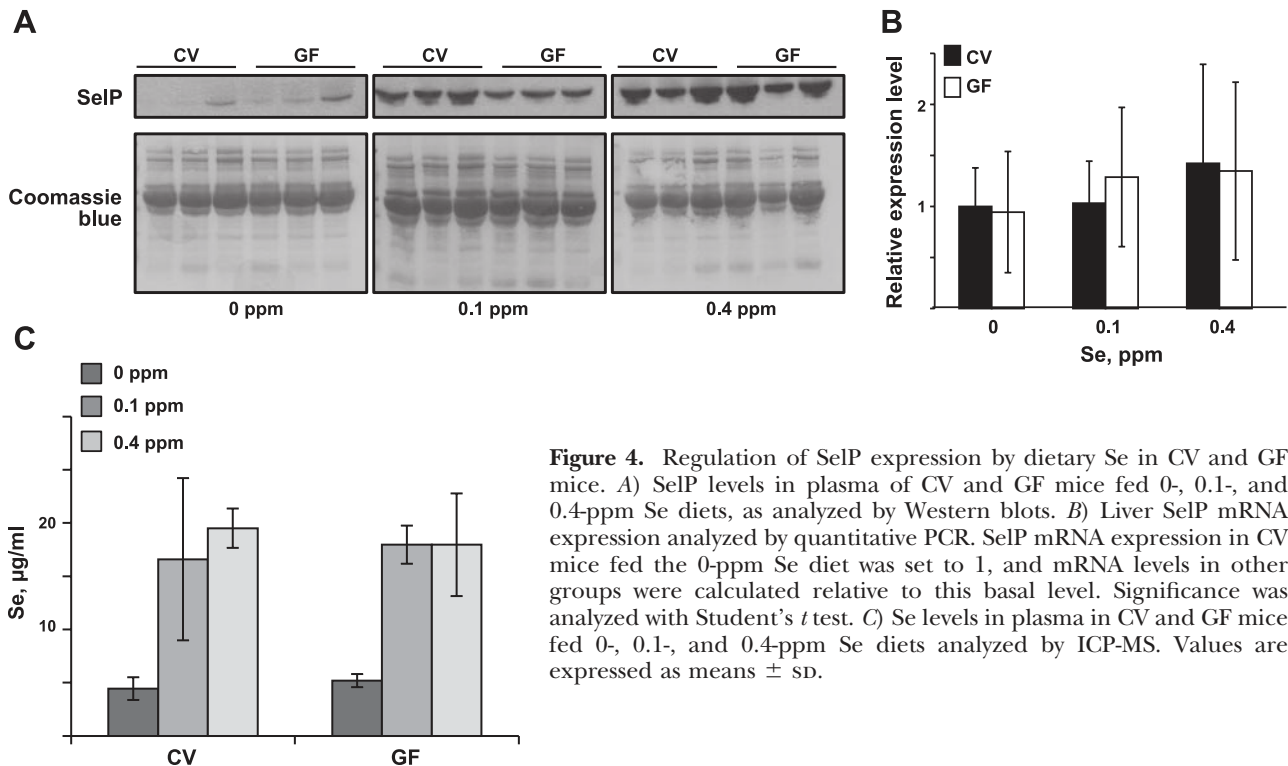 A
CV GF CV GF CV GF
SelP
Coomassie
blue
0 ppm 0.1 ppm 0.4 ppm
B
CV
GF
Relative expression level
2
1
0 0.1 0.4
Se, ppm
C
0 ppm
0.1 ppm
0.4 ppm
Se, µg/ml
20
10
CV GF
Figure 4. Regulation of SelP expression by dietary Se in CV and GF
mice. A) SelP levels in plasma of CV and GF mice fed 0-, 0.1-, and
0.4-ppm Se diets, as analyzed by Western blots. B) Liver SelP mRNA
expression analyzed by quantitative PCR. SelP mRNA expression in CV
mice fed the 0-ppm Se diet was set to 1, and mRNA levels in other
groups were calculated relative to this basal level. Significance was
analyzed with Student's t test. C) Se levels in plasma in CV and GF mice
fed 0-, 0.1-, and 0.4-ppm Se diets analyzed by ICP-MS. Values are
expressed as means ± SD.